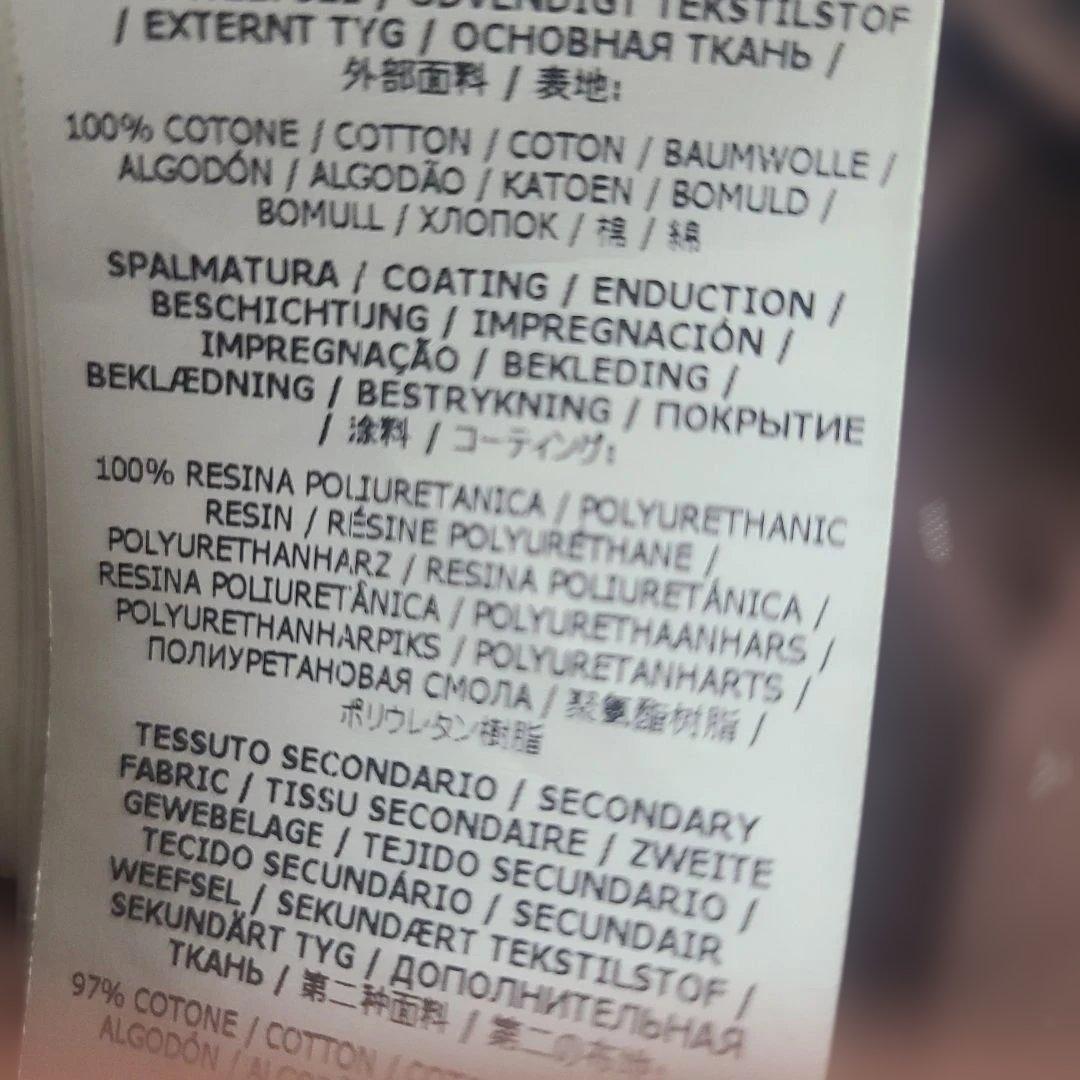 / UDVENDIGT TEKSTILSTOF
/ EXTERNT TYG / ОСНОВНАЯ ТКАНЬ /
外部面料 / 表地:
100% COTONE / COTTON / COTON / BAUMWOLLE /
ALGODÓN / ALGODÃO / KATOEN / BOMULD /
BOMULL / ХЛОПОК / 棉 / 綿
SPALMATURA / COATING / ENDUCTION /
BESCHICHTUNG / IMPREGNACIÓN /
IMPREGNAÇÃO / BEKLEDING /
BEKLÆDNING / BESTRYKNING / ПОКРЫТИЕ
/ 涂料 / コーティング:
100% RESINA POLIURETANICA / POLYURETHANIC
RESIN / RÉSINE POLYURÉTHANE /
POLYURETHANHARZ / RESINA POLIURETÁNICA /
RESINA POLIURETÂNICA / POLYURETHAANHARS /
POLYURETHANHARPIKS / POLYURETANHARTS /
ПОЛИУРЕТАНОВАЯ СМОЛА / 聚氨酯树脂 /
ポリウレタン樹脂
TESSUTO SECONDARIO / SECONDARY
FABRIC / TISSU SECONDAIRE / ZWEITE
GEWEBELAGE / TEJIDO SECUNDARIO /
TECIDO SECUNDÁRIO / SECUNDAIR
WEEFSEL / SEKUNDÆRT TEKSTILSTOF /
SEKUNDÄRT TYG / ДОПОЛНИТЕЛЬНАЯ
ТКАНЬ / 第二种面料 / 第二の布地:
97% COTONE / COTTON / COTO
ALGODÓN / ALGO